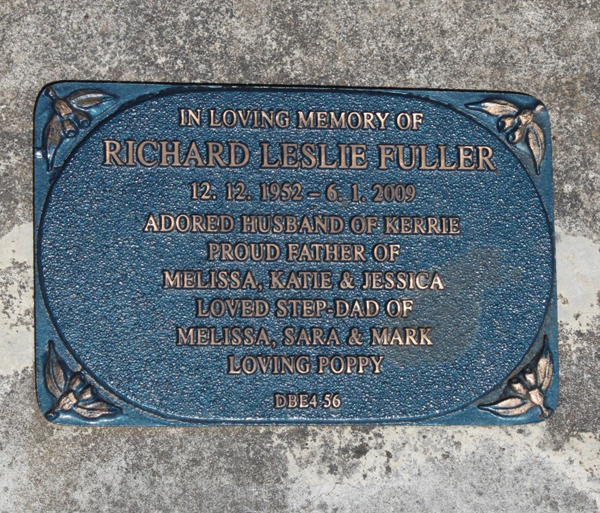 IN LOVING MEMORY OF
RICHARD LESLIE FULLER
12. 12. 1952 – 6. 1. 2009
ADORED HUSBAND OF KERRIE
PROUD FATHER OF
MELISSA, KATIE & JESSICA
LOVED STEP-DAD OF
MELISSA, SARA & MARK
LOVING POPPY
DBE4 56